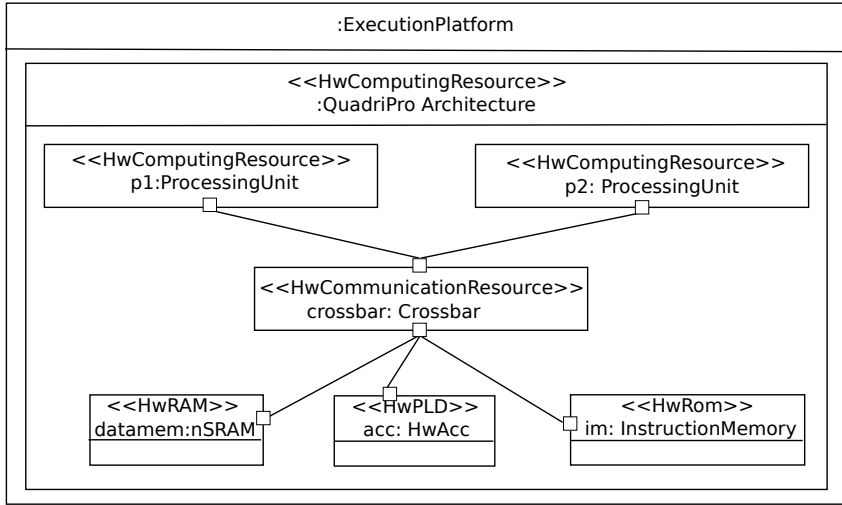 :ExecutionPlatform
<<HwComputingResource>>
:QuadriPro Architecture
<<HwComputingResource>>
p1:ProcessingUnit
<<HwComputingResource>>
p2: ProcessingUnit
<<HwCommunicationResource>>
crossbar: Crossbar
<<HwRAM>>
datamem:nSRAM
<<HwPLD>>
acc: HwAcc
<<HwRom>>
im: InstructionMemory